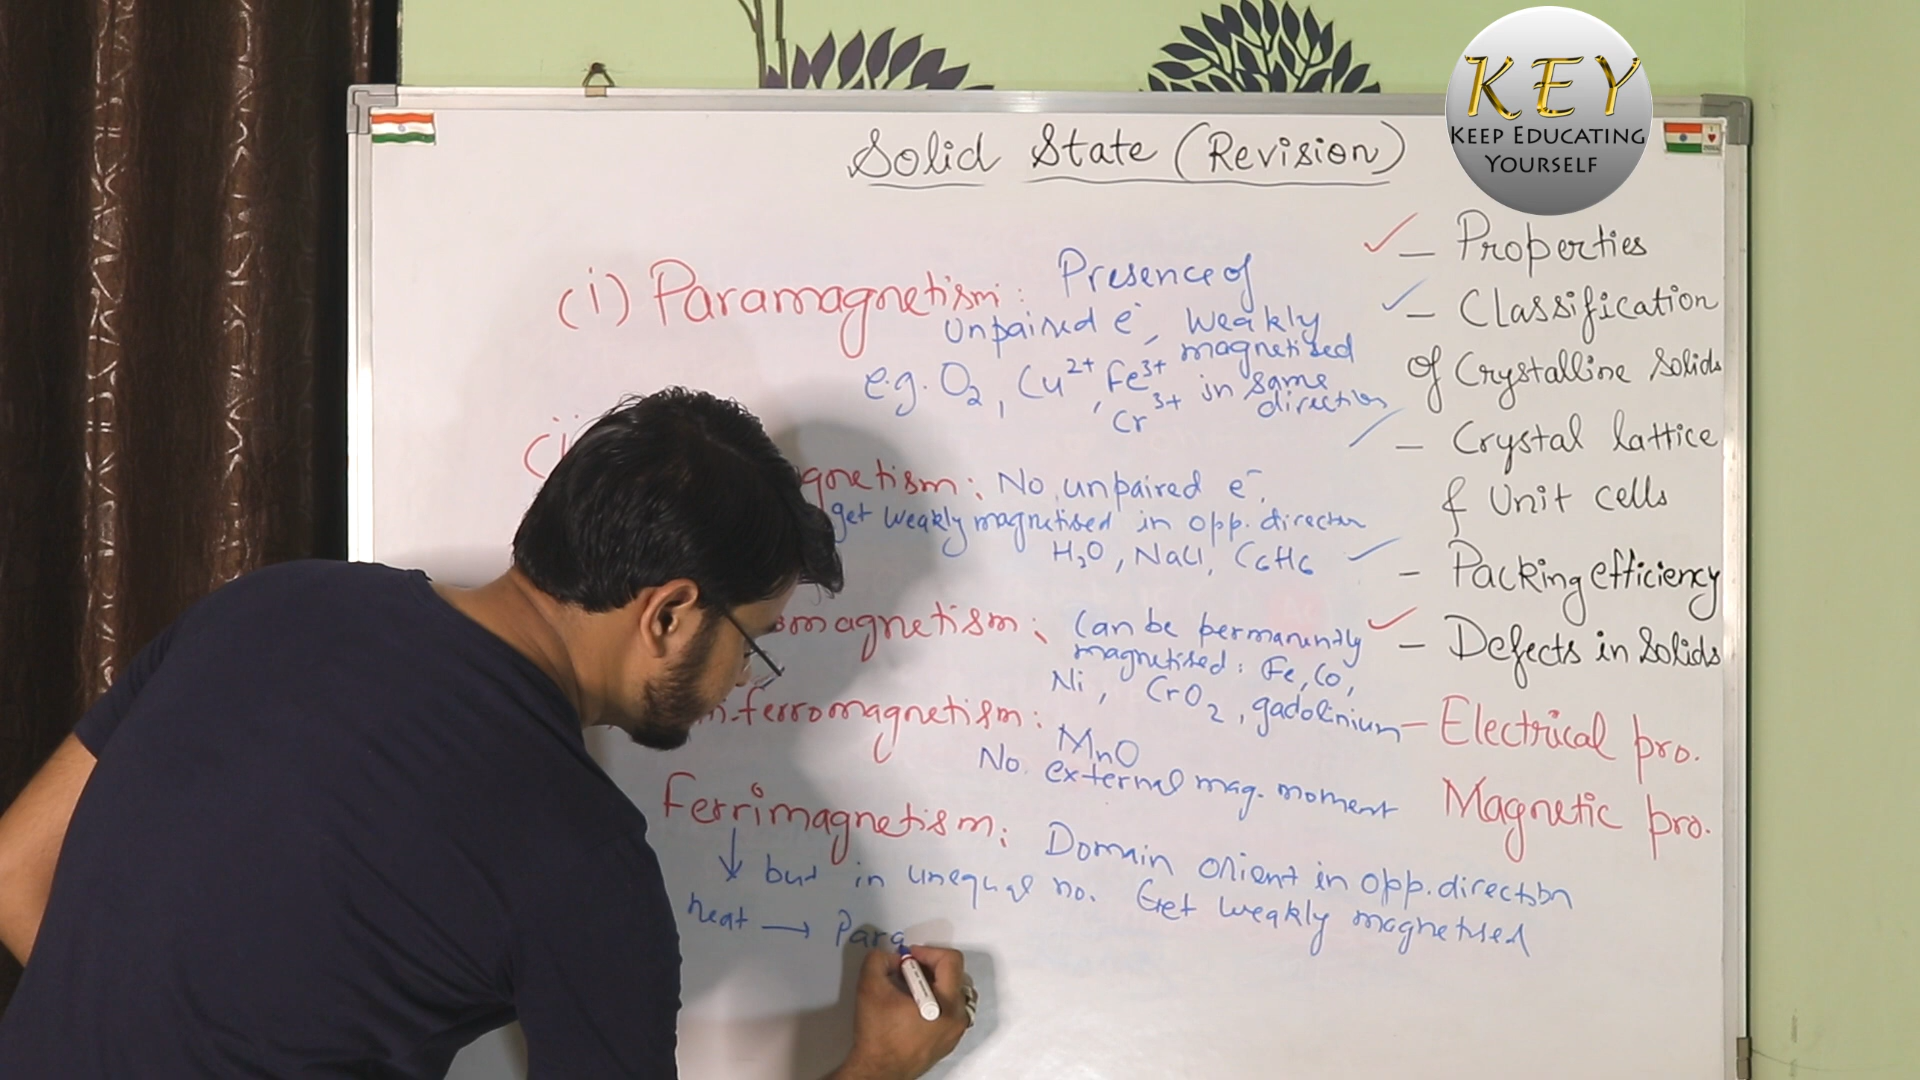 KEY
KEEP EDUCATING
YOURSELF
Solid State (Revision)
(i) Paramagnetism: Presence of
Unpaired e⁻, Weakly
magnetised
e.g. O₂, Cu²⁺, Fe³⁺ in same
direction
Cr³⁺
gnetism: No unpaired e⁻.
get weakly magnetised in opp. direction
H₂O, NaCl, C₆H₆
omagnetism: Can be permanently
magnetised: Fe, Co,
Ni, CrO₂, gadolinium
ferromagnetism: MnO
No external mag. moment
Ferrimagnetism: Domain orient in opp. direction
↓ but in unequal no. Get weakly magnetised
heat → Para
✓ – Properties
✓ – Classification
of Crystalline Solids
✓ – Crystal lattice
& Unit cells
✓ – Packing efficiency
✓ – Defects in Solids
– Electrical pro.
Magnetic pro.